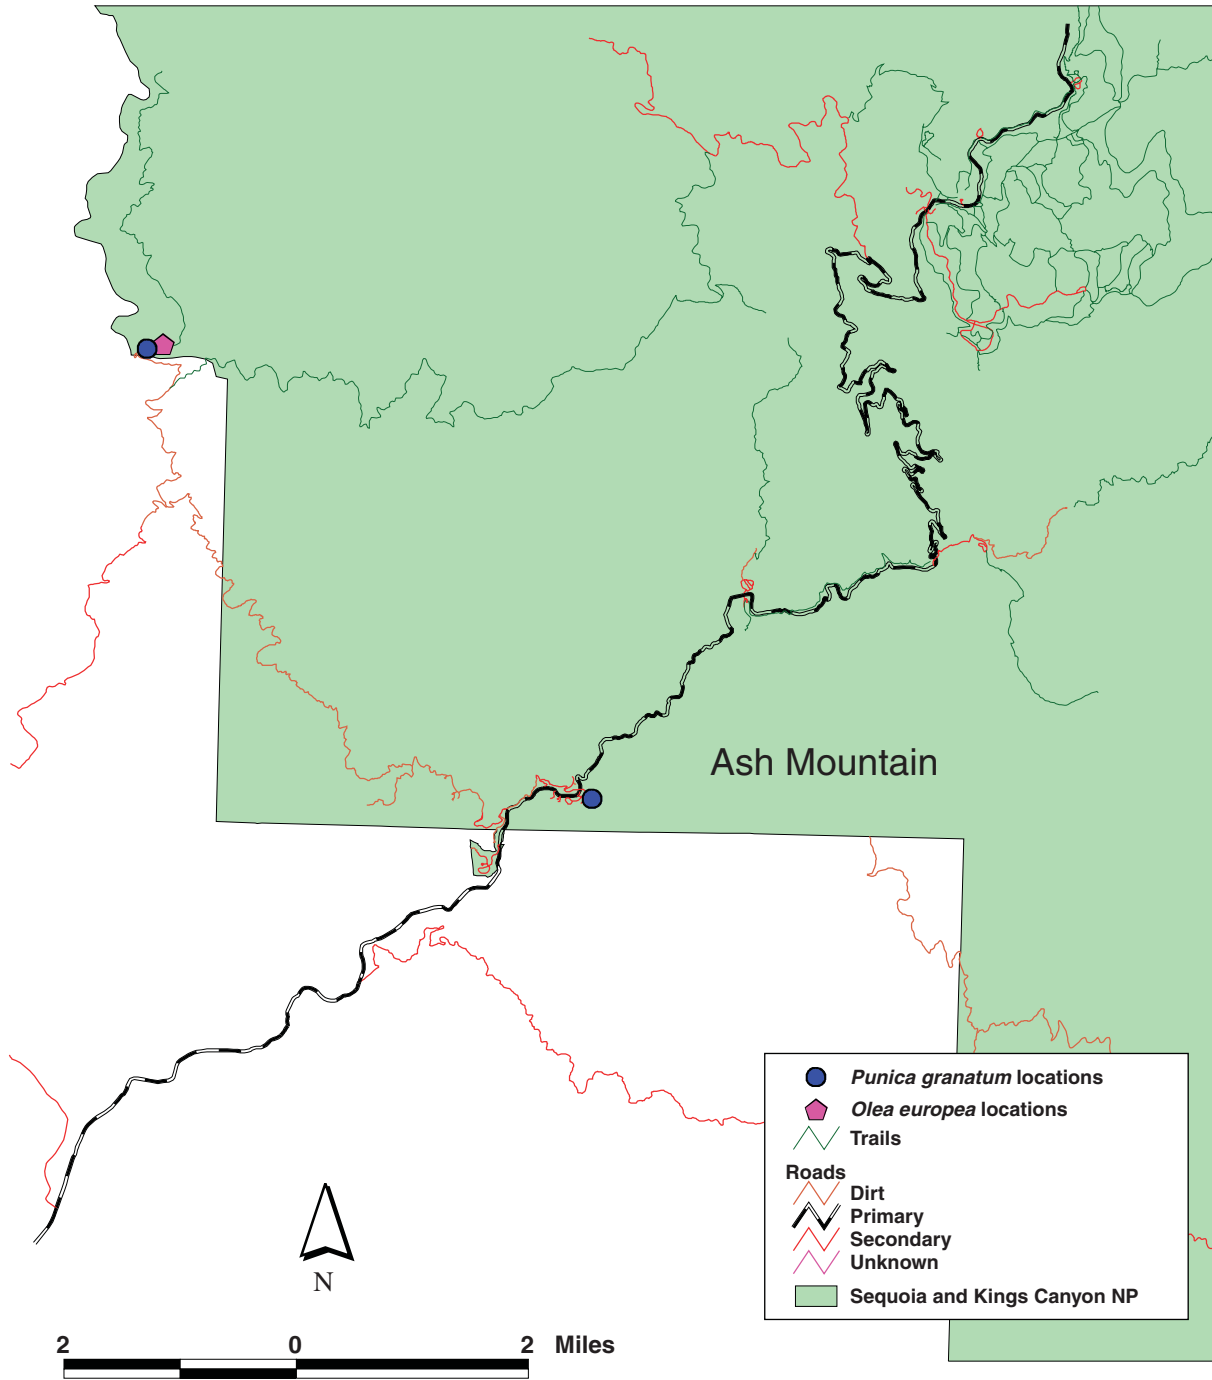 Ash Mountain
Punica granatum locations
Olea europea locations
Trails
Roads
Dirt
Primary
Secondary
Unknown
Sequoia and Kings Canyon NP
N
2 0 2 Miles